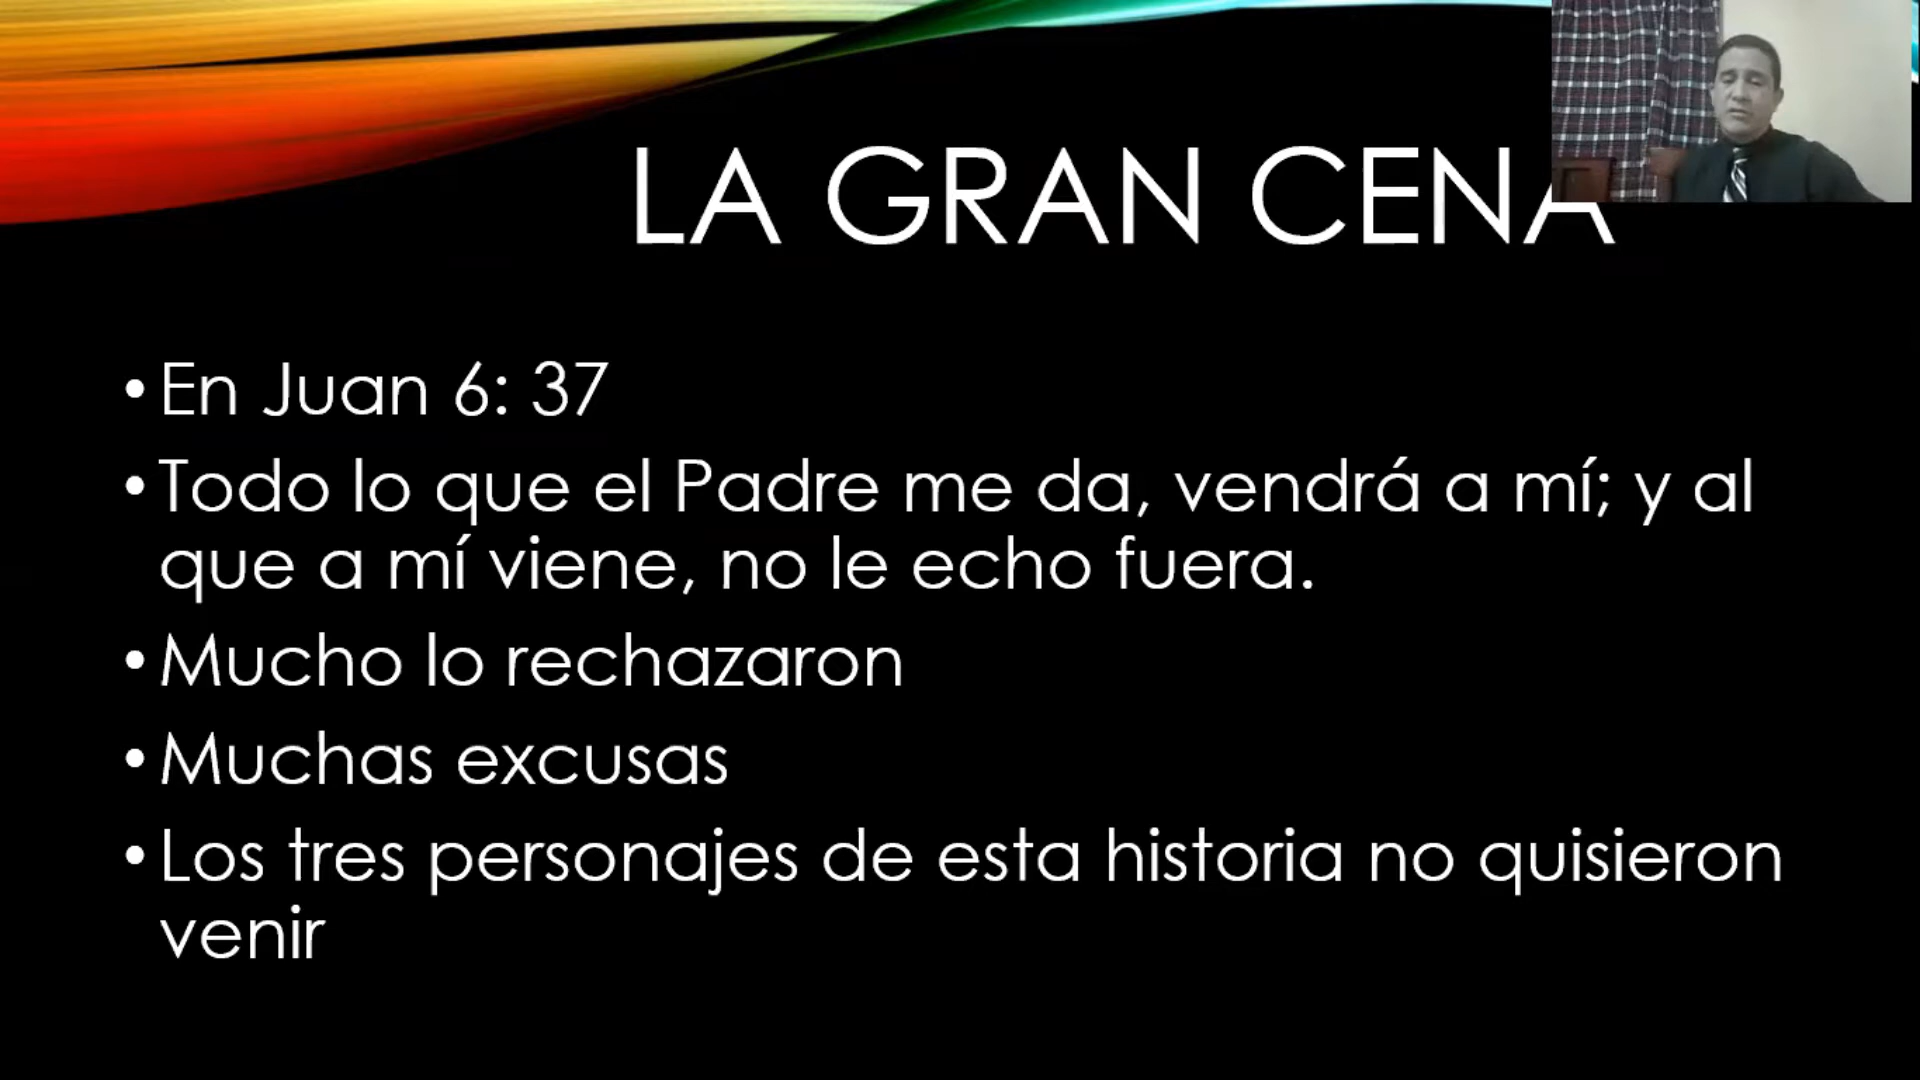 LA GRAN CENA
• En Juan 6: 37
• Todo lo que el Padre me da, vendrá a mí; y al
que a mí viene, no le echo fuera.
• Mucho lo rechazaron
• Muchas excusas
• Los tres personajes de esta historia no quisieron
venir